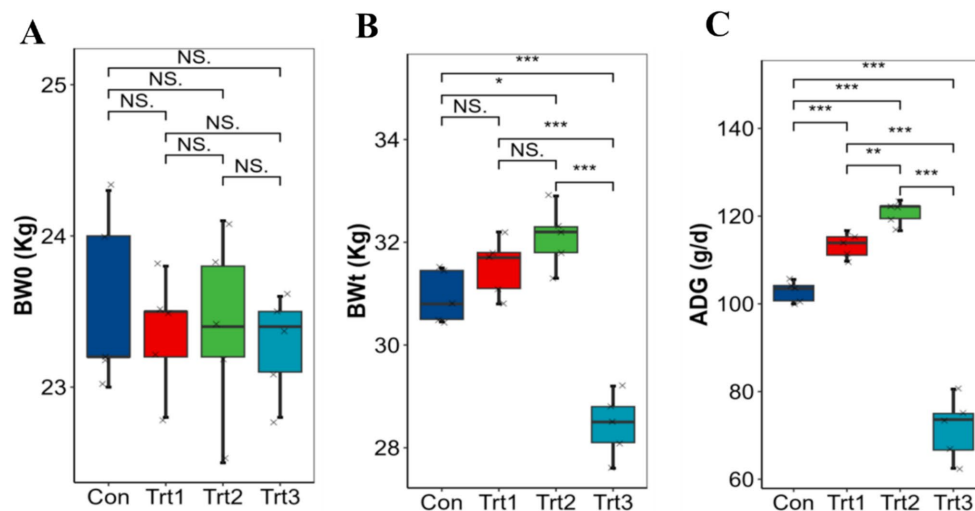 A
NS.
NS.
NS.
NS.
NS.
NS.
25
24
23
BW0 (Kg)
Con Trt1 Trt2 Trt3
B
***
*
NS.
***
NS.
***
34
32
30
28
BWt (Kg)
Con Trt1 Trt2 Trt3
C
***
***
***
***
**
***
140
120
100
80
60
ADG (g/d)
Con Trt1 Trt2 Trt3